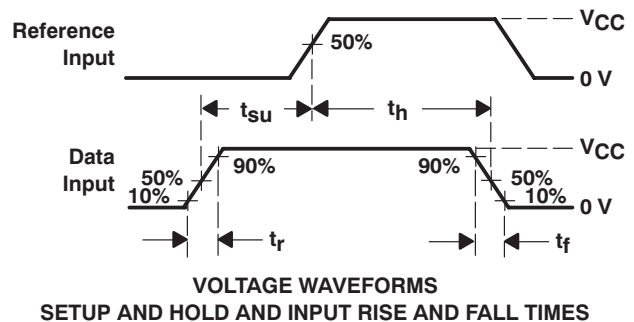 Reference
Input
50%
VCC
0 V
tsu
th
Data
Input
50%
10%
90%
90%
50%
10%
VCC
0 V
tr
tf
VOLTAGE WAVEFORMS
SETUP AND HOLD AND INPUT RISE AND FALL TIMES